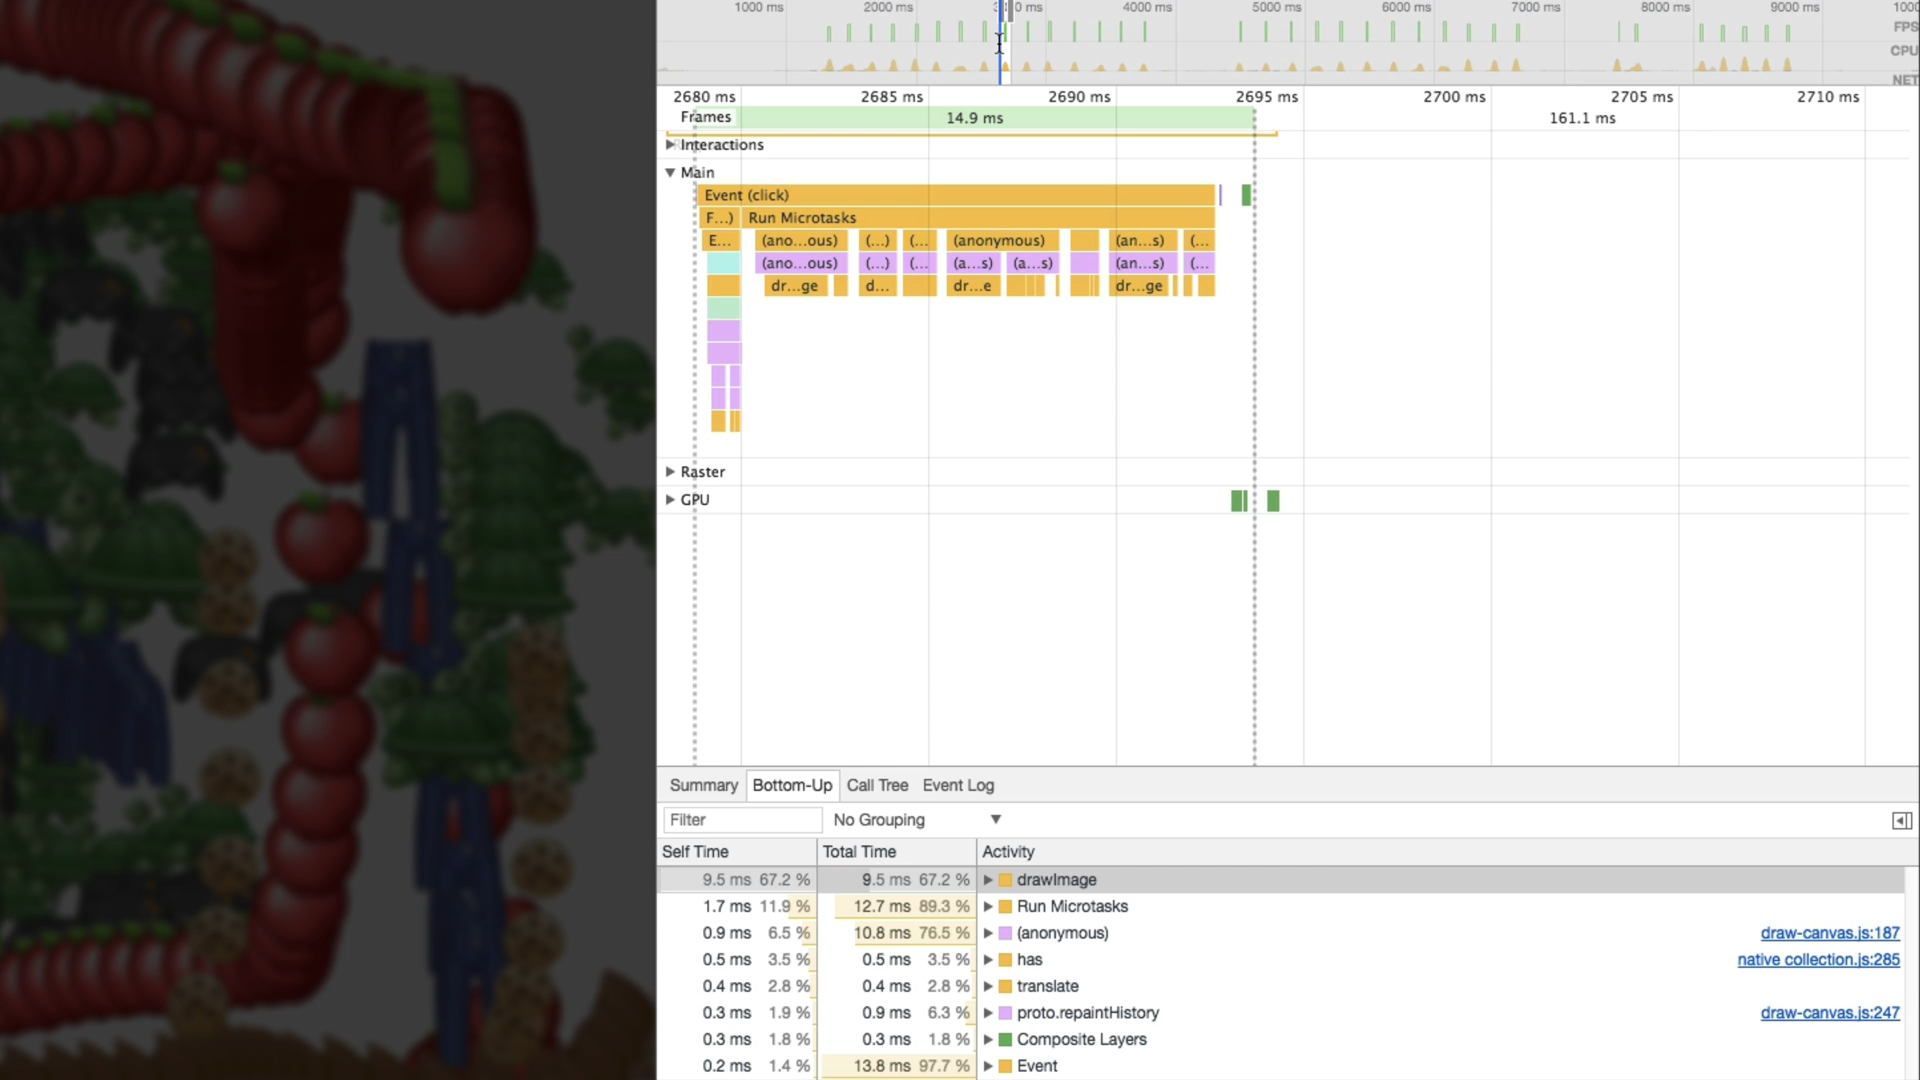 1000 ms 2000 ms 4000 ms 5000 ms 6000 ms 7000 ms 8000 ms 9000 ms
FPS
CPU
NET
2680 ms 2685 ms 2690 ms 2695 ms 2700 ms 2705 ms 2710 ms
Frames 14.9 ms 161.1 ms
Interactions
Main
Event (click)
F...) Run Microtasks
E... (ano...ous) (...) (... (anonymous) (an...s) (...
(ano...ous) (...) (... (a...s) (a...s) (an...s) (...
dr...ge d... dr...e dr...ge
Raster
GPU
Summary Bottom-Up Call Tree Event Log
Filter No Grouping
Self Time Total Time Activity
9.5 ms 67.2 % 9.5 ms 67.2 % drawImage
1.7 ms 11.9 % 12.7 ms 89.3 % Run Microtasks
0.9 ms 6.5 % 10.8 ms 76.5 % (anonymous) draw-canvas.js:187
0.5 ms 3.5 % 0.5 ms 3.5 % has native collection.js:285
0.4 ms 2.8 % 0.4 ms 2.8 % translate
0.3 ms 1.9 % 0.9 ms 6.3 % proto.repaintHistory draw-canvas.js:247
0.3 ms 1.8 % 0.3 ms 1.8 % Composite Layers
0.2 ms 1.4 % 13.8 ms 97.7 % Event